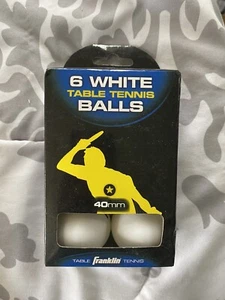 6 WHITE
TABLE TENNIS
BALLS
40mm
TABLE Franklin TENNIS